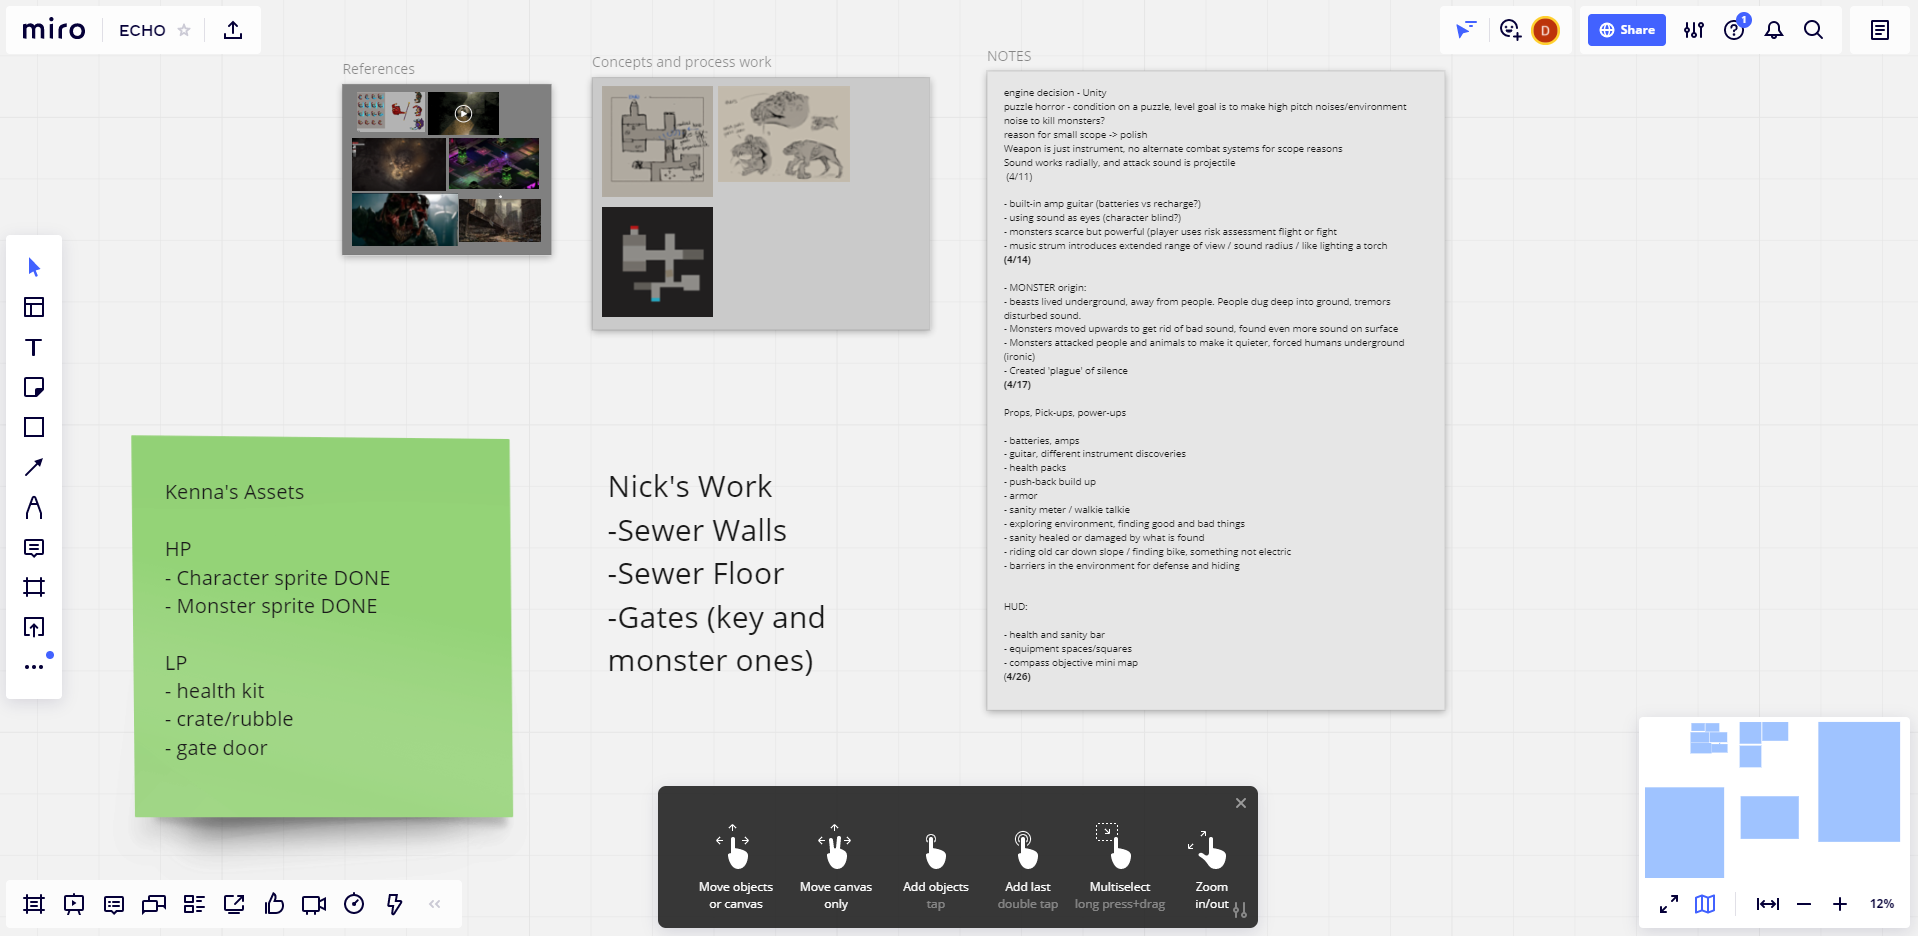 miro
ECHO
D
Share
1
References
Concepts and process work
NOTES
engine decision - Unity
puzzle horror - condition on a puzzle, level goal is to make high pitch noises/environment
noise to kill monsters?
reason for small scope -> polish
Weapon is just instrument, no alternate combat systems for scope reasons
Sound works radially, and attack sound is projectile
(4/11)
- built-in amp guitar (batteries vs recharge?)
- using sound as eyes (character blind?)
- monsters scarce but powerful (player uses risk assessment flight or fight
- music strum introduces extended range of view / sound radius / like lighting a torch
(4/14)
- MONSTER origin:
- beasts lived underground, away from people. People dug deep into ground, tremors
disturbed sound.
- Monsters moved upwards to get rid of bad sound, found even more sound on surface
- Monsters attacked people and animals to make it quieter, forced humans underground
(ironic)
- Created 'plague' of silence
(4/17)
Props, Pick-ups, power-ups
- batteries, amps
- guitar, different instrument discoveries
- health packs
- push-back build up
- armor
- sanity meter / walkie talkie
- exploring environment, finding good and bad things
- sanity healed or damaged by what is found
- riding old car down slope / finding bike, something not electric
- barriers in the environment for defense and hiding
HUD:
- health and sanity bar
- equipment spaces/squares
- compass objective mini map
(4/26)
Kenna's Assets
HP
- Character sprite DONE
- Monster sprite DONE
LP
- health kit
- crate/rubble
- gate door
Nick's Work
-Sewer Walls
-Sewer Floor
-Gates (key and
monster ones)
Move objects
or canvas
Move canvas
only
Add objects
tap
Add last
double tap
Multiselect
long press+drag
Zoom
in/out
12%